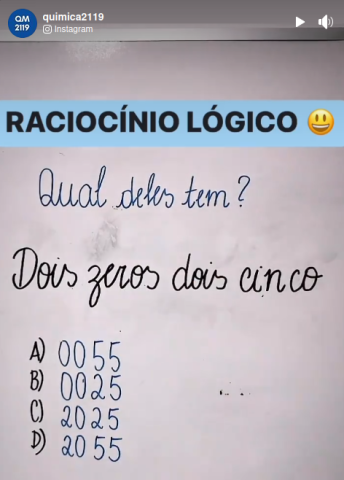 QM
2119
quimica2119
Instagram
RACIOCÍNIO LÓGICO 😃
Qual deles tem?
Dois zeros dois cinco
A) 0055
B) 0025
C) 2025
D) 2055